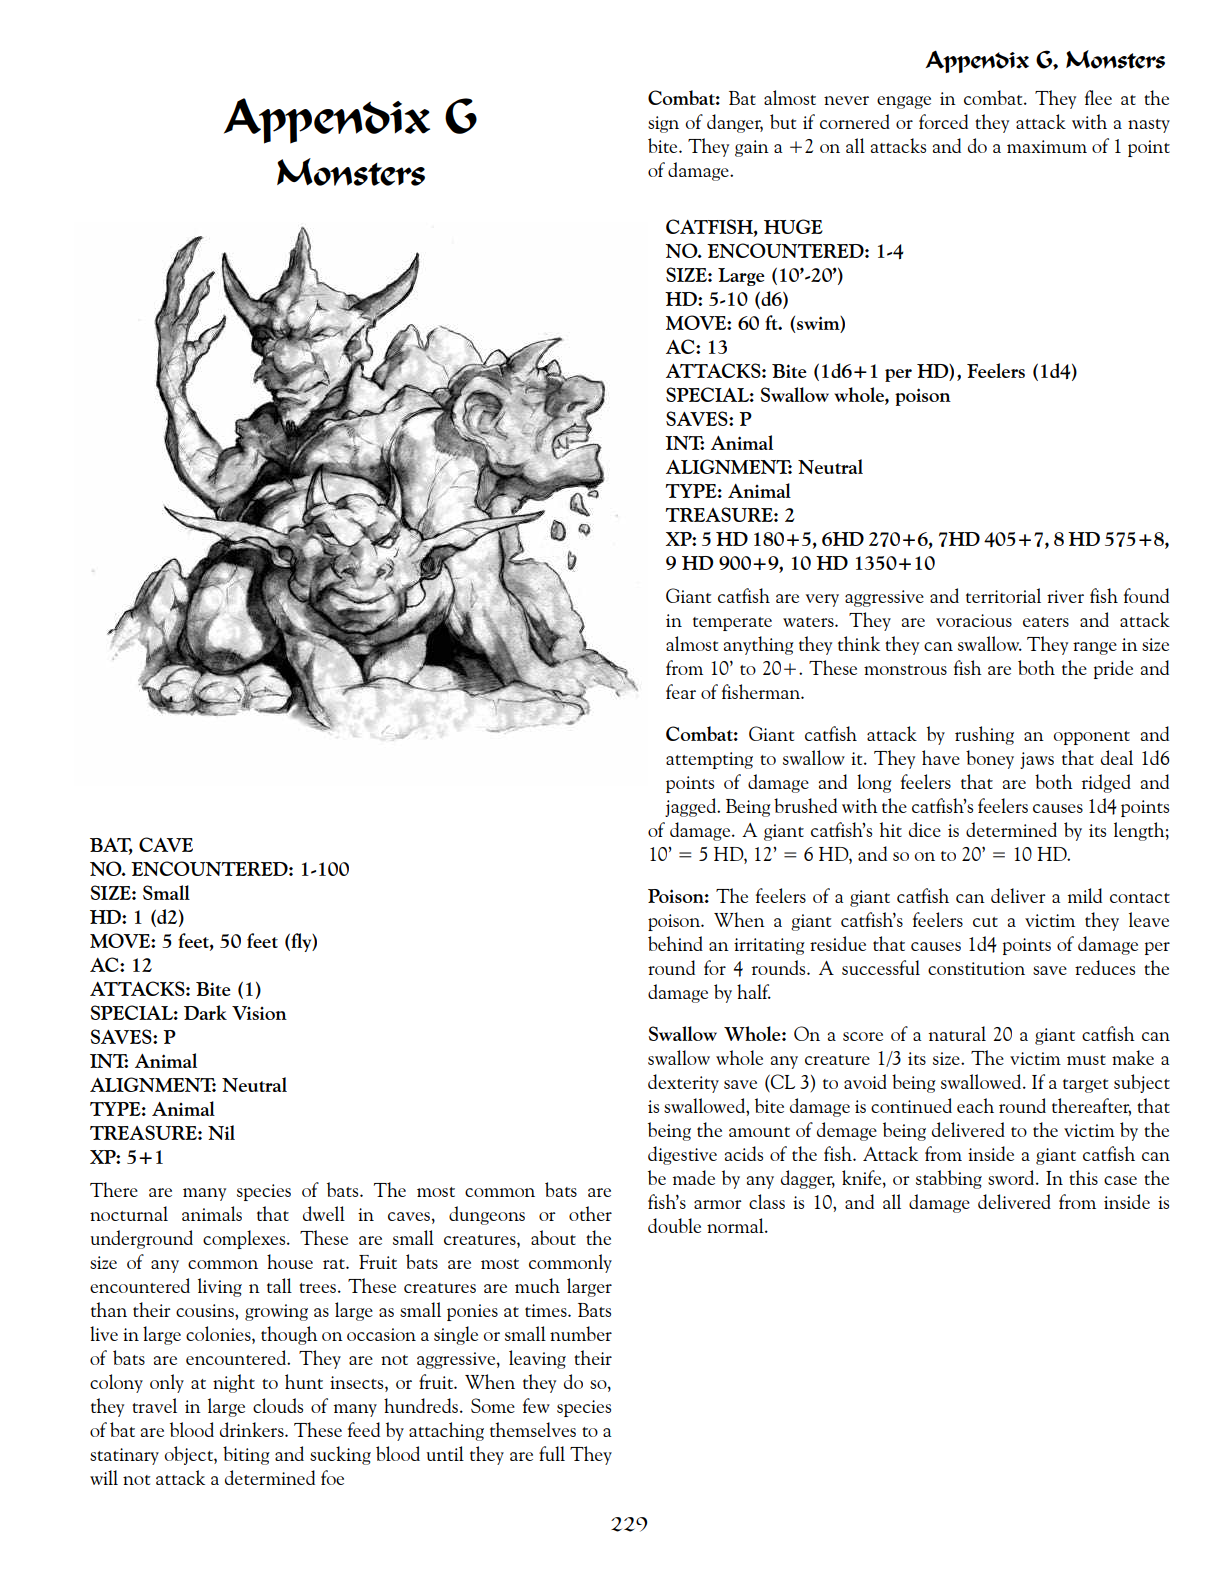 Appendix G, Monsters
Appendix G
Monsters
BAT, CAVE
NO. ENCOUNTERED: 1-100
SIZE: Small
HD: 1 (d2)
MOVE: 5 feet, 50 feet (fly)
AC: 12
ATTACKS: Bite (1)
SPECIAL: Dark Vision
SAVES: P
INT: Animal
ALIGNMENT: Neutral
TYPE: Animal
TREASURE: Nil
XP: 5+1
There are many species of bats. The most common bats are
nocturnal animals that dwell in caves, dungeons or other
underground complexes. These are small creatures, about the
size of any common house rat. Fruit bats are most commonly
encountered living n tall trees. These creatures are much larger
than their cousins, growing as large as small ponies at times. Bats
live in large colonies, though on occasion a single or small number
of bats are encountered. They are not aggressive, leaving their
colony only at night to hunt insects, or fruit. When they do so,
they travel in large clouds of many hundreds. Some few species
of bat are blood drinkers. These feed by attaching themselves to a
statinary object, biting and sucking blood until they are full They
will not attack a determined foe
Combat: Bat almost never engage in combat. They flee at the
sign of danger, but if cornered or forced they attack with a nasty
bite. They gain a +2 on all attacks and do a maximum of 1 point
of damage.
CATFISH, HUGE
NO. ENCOUNTERED: 1-4
SIZE: Large (10’-20’)
HD: 5-10 (d6)
MOVE: 60 ft. (swim)
AC: 13
ATTACKS: Bite (1d6+1 per HD), Feelers (1d4)
SPECIAL: Swallow whole, poison
SAVES: P
INT: Animal
ALIGNMENT: Neutral
TYPE: Animal
TREASURE: 2
XP: 5 HD 180+5, 6HD 270+6, 7HD 405+7, 8 HD 575+8,
9 HD 900+9, 10 HD 1350+10
Giant catfish are very aggressive and territorial river fish found
in temperate waters. They are voracious eaters and attack
almost anything they think they can swallow. They range in size
from 10’ to 20+. These monstrous fish are both the pride and
fear of fisherman.
Combat: Giant catfish attack by rushing an opponent and
attempting to swallow it. They have boney jaws that deal 1d6
points of damage and long feelers that are both ridged and
jagged. Being brushed with the catfish’s feelers causes 1d4 points
of damage. A giant catfish’s hit dice is determined by its length;
10’ = 5 HD, 12’ = 6 HD, and so on to 20’ = 10 HD.
Poison: The feelers of a giant catfish can deliver a mild contact
poison. When a giant catfish’s feelers cut a victim they leave
behind an irritating residue that causes 1d4 points of damage per
round for 4 rounds. A successful constitution save reduces the
damage by half.
Swallow Whole: On a score of a natural 20 a giant catfish can
swallow whole any creature 1/3 its size. The victim must make a
dexterity save (CL 3) to avoid being swallowed. If a target subject
is swallowed, bite damage is continued each round thereafter, that
being the amount of demage being delivered to the victim by the
digestive acids of the fish. Attack from inside a giant catfish can
be made by any dagger, knife, or stabbing sword. In this case the
fish’s armor class is 10, and all damage delivered from inside is
double normal.
229